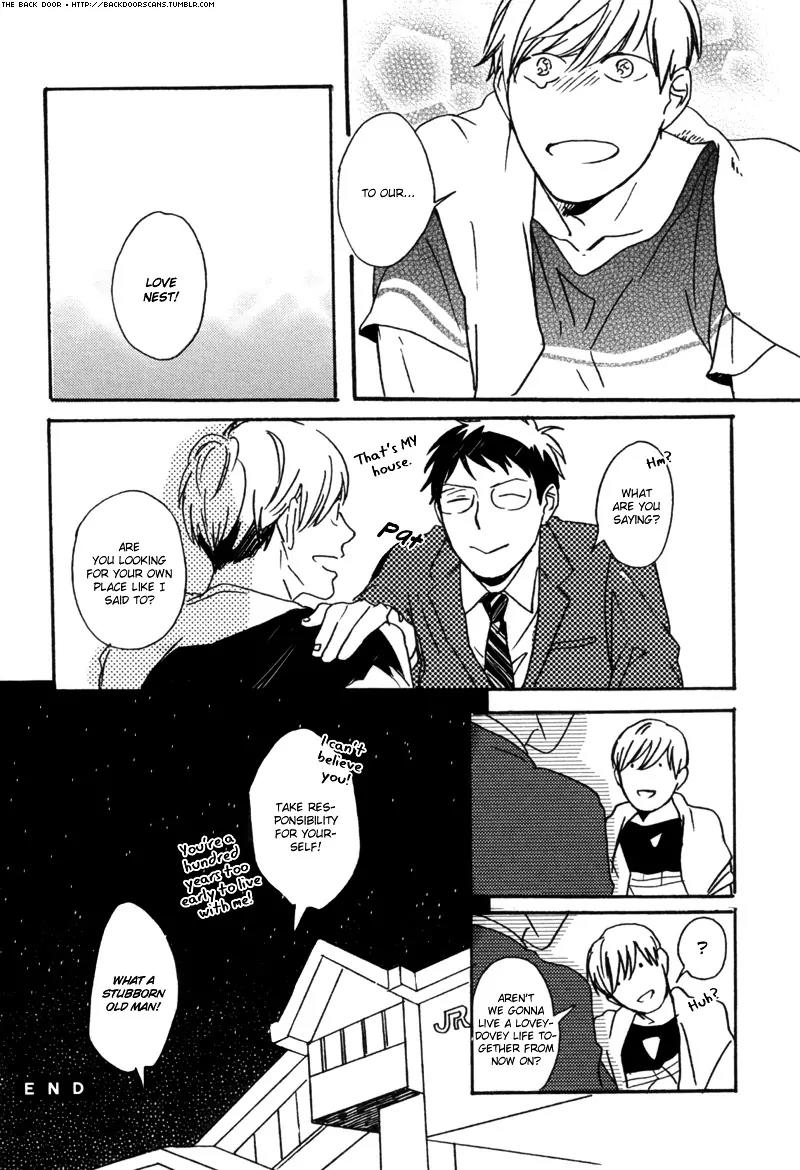 THE BACK DOOR • HTTP://BACKDOORSCANS.TUMBLR.COM
TO OUR...
LOVE
NEST!
Hm?
WHAT
ARE YOU
SAYING?
That's MY
house.
pat
ARE
YOU LOOKING
FOR YOUR OWN
PLACE LIKE I
SAID TO?
?
Huh?
AREN'T
WE GONNA
LIVE A LOVEY-
DOVEY LIFE TO-
GETHER FROM
NOW ON?
I can't
believe
you!
TAKE RES-
PONSIBILITY
FOR YOUR-
SELF!
You're a
hundred
years too
early to live
with me!
WHAT A
STUBBORN
OLD MAN!
JR
END